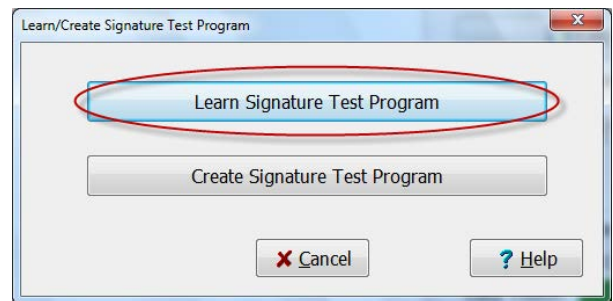 Learn/Create Signature Test Program
Learn Signature Test Program
Create Signature Test Program
Cancel
? Help